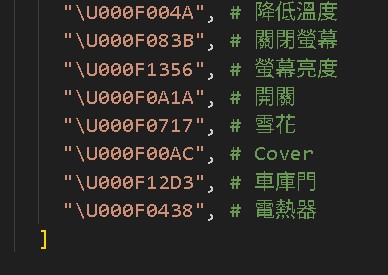 "\U000F004A", # 降低溫度
"\U000F083B", # 關閉螢幕
"\U000F1356", # 螢幕亮度
"\U000F0A1A", # 開關
"\U000F0717", # 雪花
"\U000F00AC", # Cover
"\U000F12D3", # 車庫門
"\U000F0438", # 電熱器
]